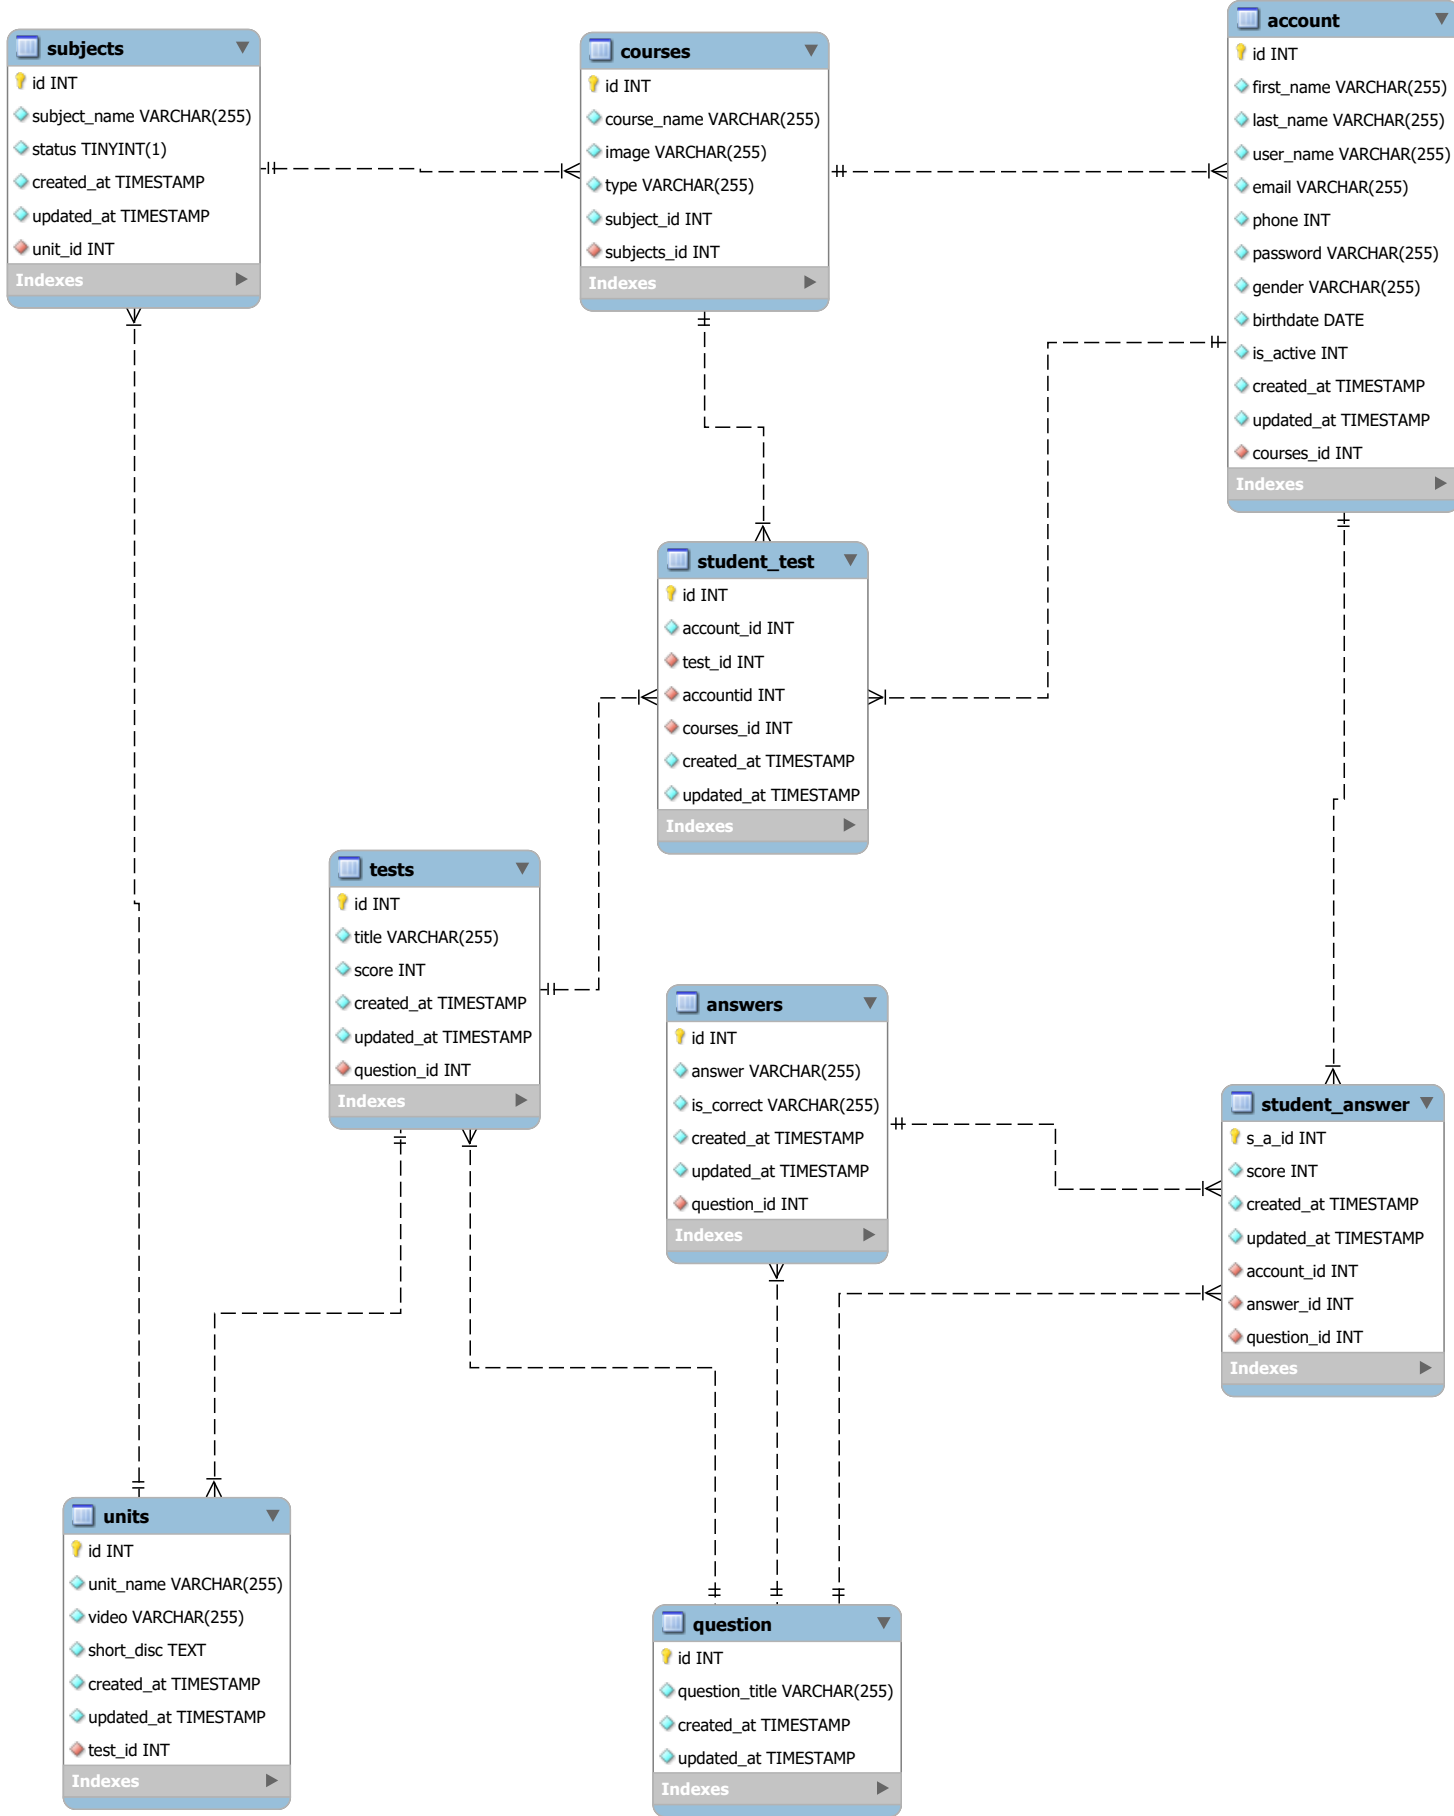 subjects
id INT
subject_name VARCHAR(255)
status TINYINT(1)
created_at TIMESTAMP
updated_at TIMESTAMP
unit_id INT
Indexes
courses
id INT
course_name VARCHAR(255)
image VARCHAR(255)
type VARCHAR(255)
subject_id INT
subjects_id INT
Indexes
account
id INT
first_name VARCHAR(255)
last_name VARCHAR(255)
user_name VARCHAR(255)
email VARCHAR(255)
phone INT
password VARCHAR(255)
gender VARCHAR(255)
birthdate DATE
is_active INT
created_at TIMESTAMP
updated_at TIMESTAMP
courses_id INT
Indexes
student_test
id INT
account_id INT
test_id INT
accountid INT
courses_id INT
created_at TIMESTAMP
updated_at TIMESTAMP
Indexes
tests
id INT
title VARCHAR(255)
score INT
created_at TIMESTAMP
updated_at TIMESTAMP
question_id INT
Indexes
answers
id INT
answer VARCHAR(255)
is_correct VARCHAR(255)
created_at TIMESTAMP
updated_at TIMESTAMP
question_id INT
Indexes
student_answer
s_a_id INT
score INT
created_at TIMESTAMP
updated_at TIMESTAMP
account_id INT
answer_id INT
question_id INT
Indexes
units
id INT
unit_name VARCHAR(255)
video VARCHAR(255)
short_disc TEXT
created_at TIMESTAMP
updated_at TIMESTAMP
test_id INT
Indexes
question
id INT
question_title VARCHAR(255)
created_at TIMESTAMP
updated_at TIMESTAMP
Indexes